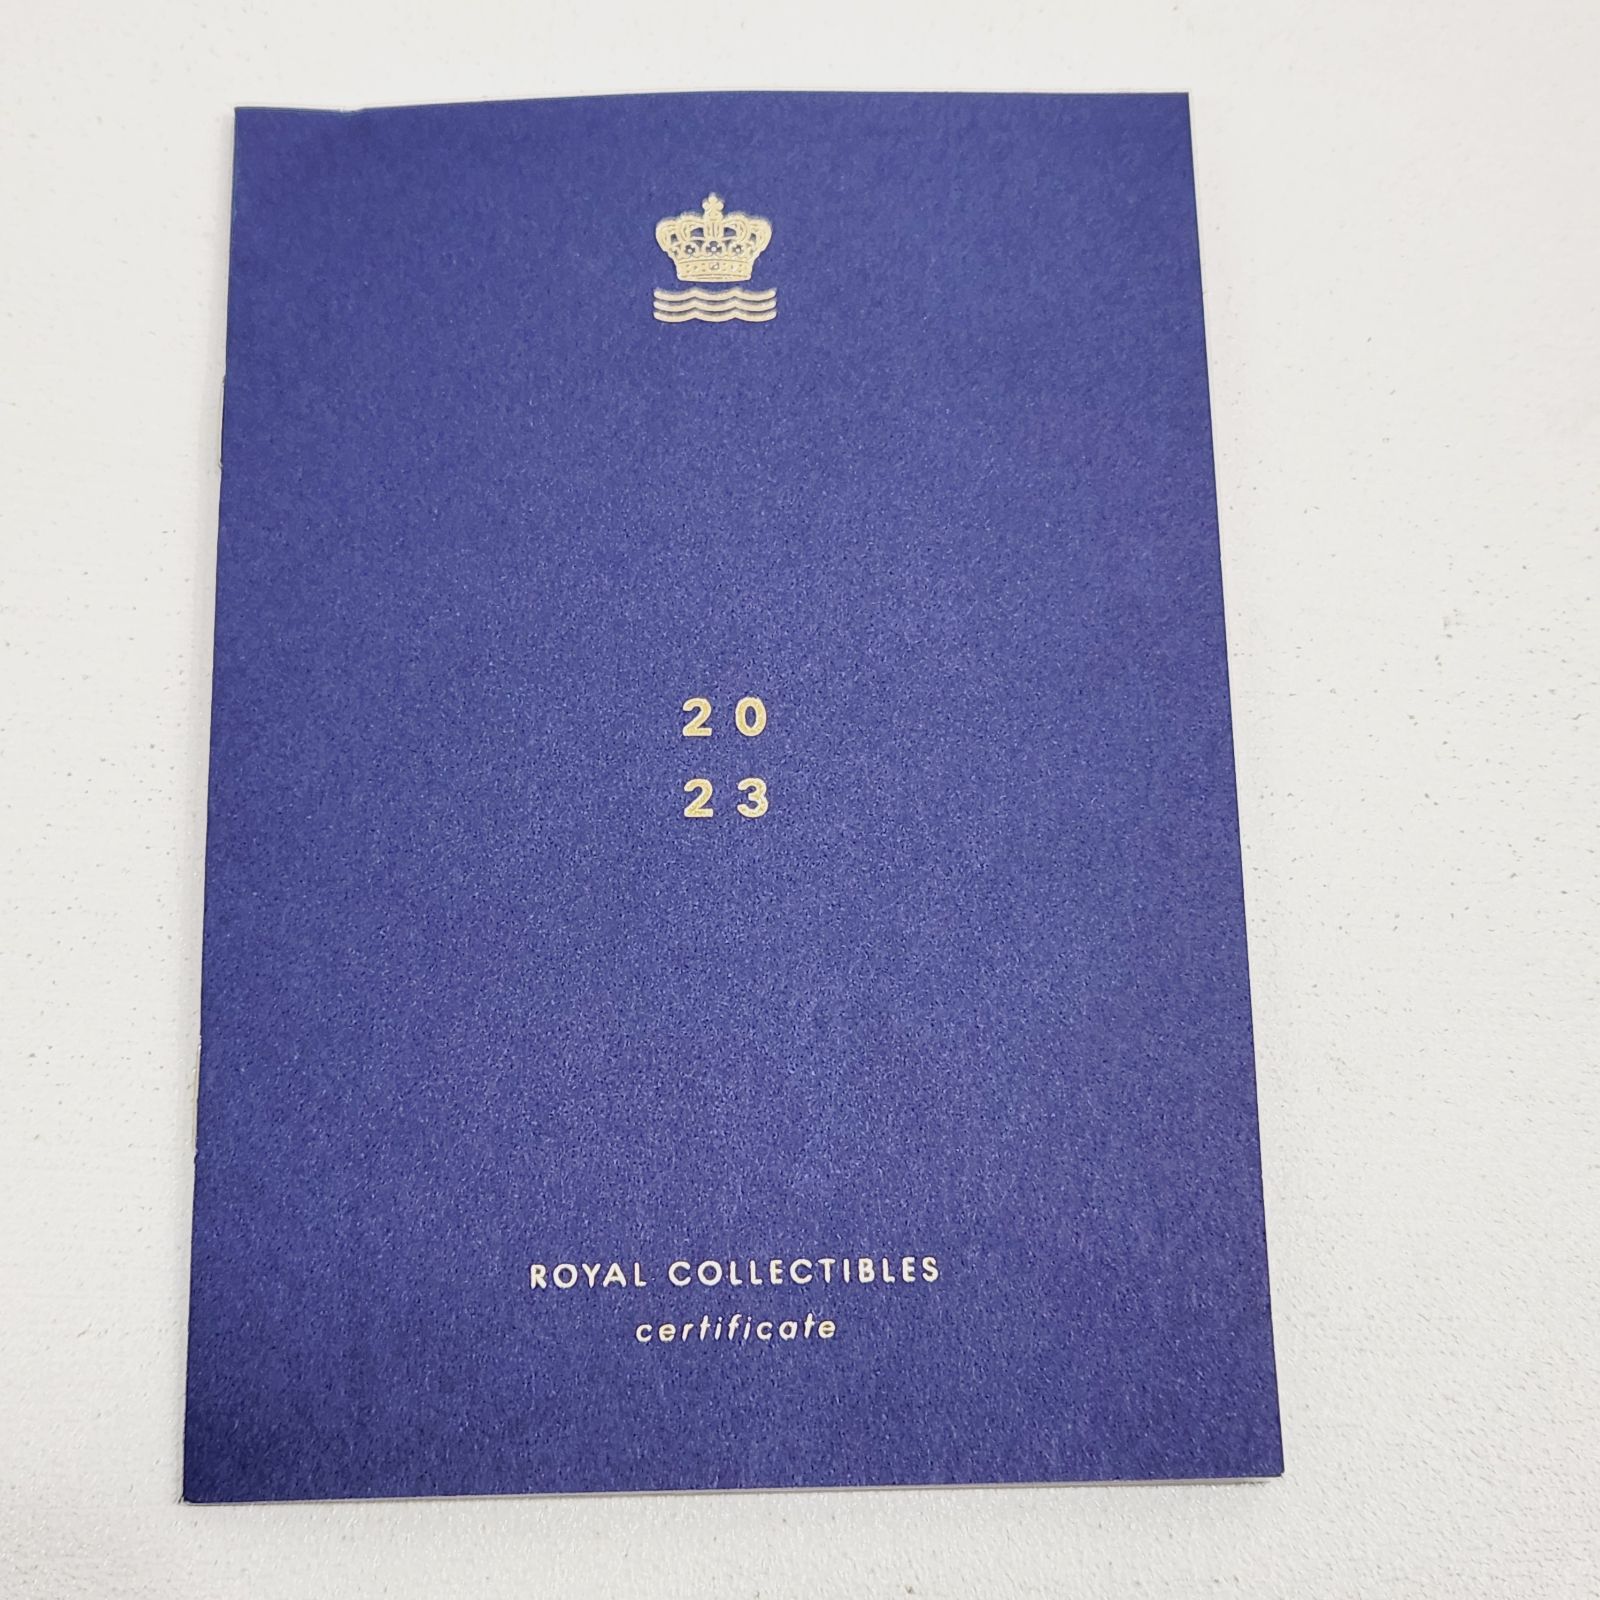 20
23
ROYAL COLLECTIBLES
certificate